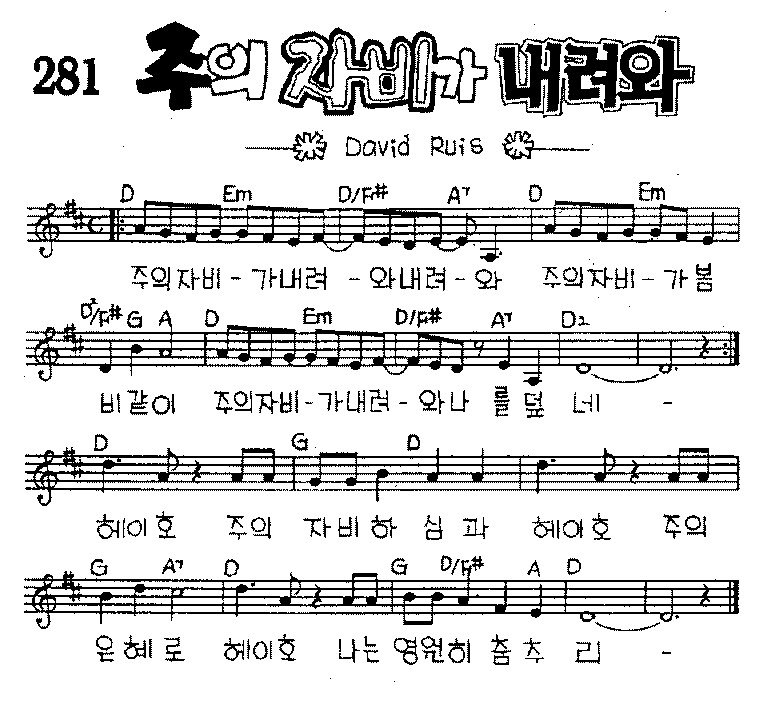 281 주의 자비가 내려와
David Ruis
D Em D/F# A7 D Em
주의자비 - 가내려 - 와내려 - 와 주의자비 - 가봄
D2/F# G A D Em D/F# A7 D2
비같이 주의자비 - 가내려 - 와나 를 덮 네 -
D G D
헤이호 주의 자비하 심 과 헤이호 주의
G A7 D G D/F# A D
은혜로 헤이호 나는 영원히 춤추 리 -